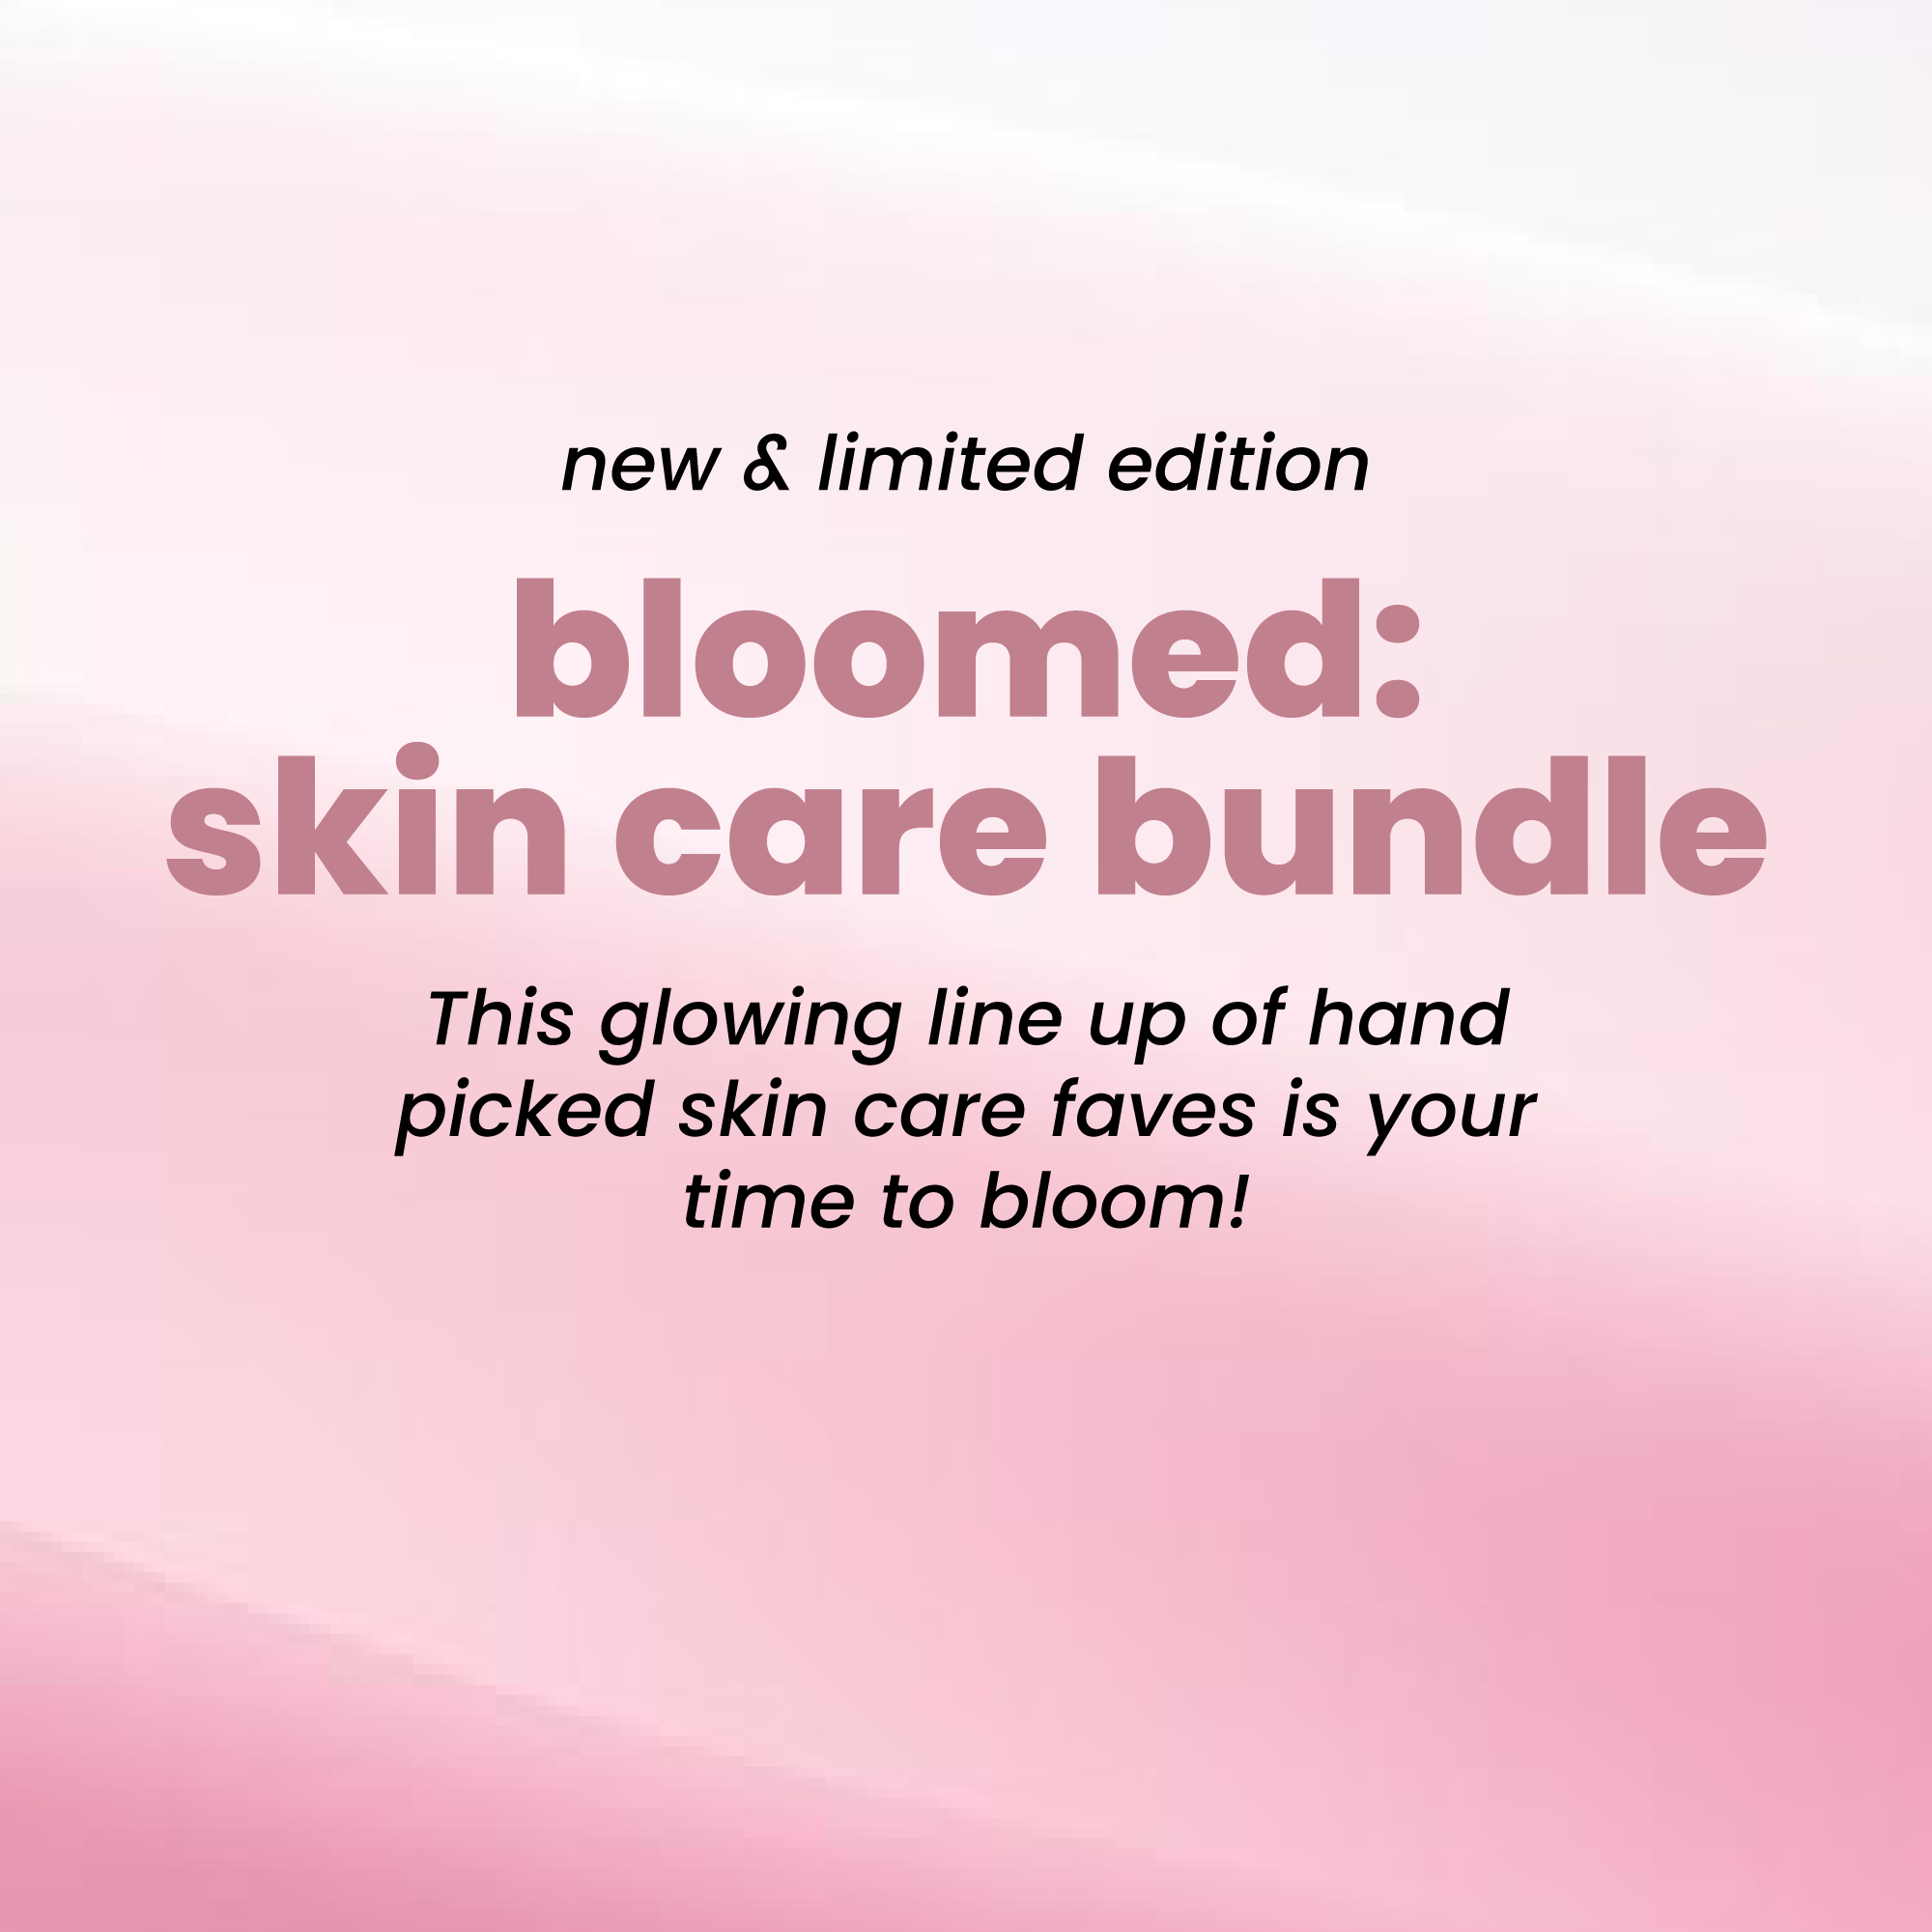 new & limited edition
bloomed:
skin care bundle
This glowing line up of hand
picked skin care faves is your
time to bloom!